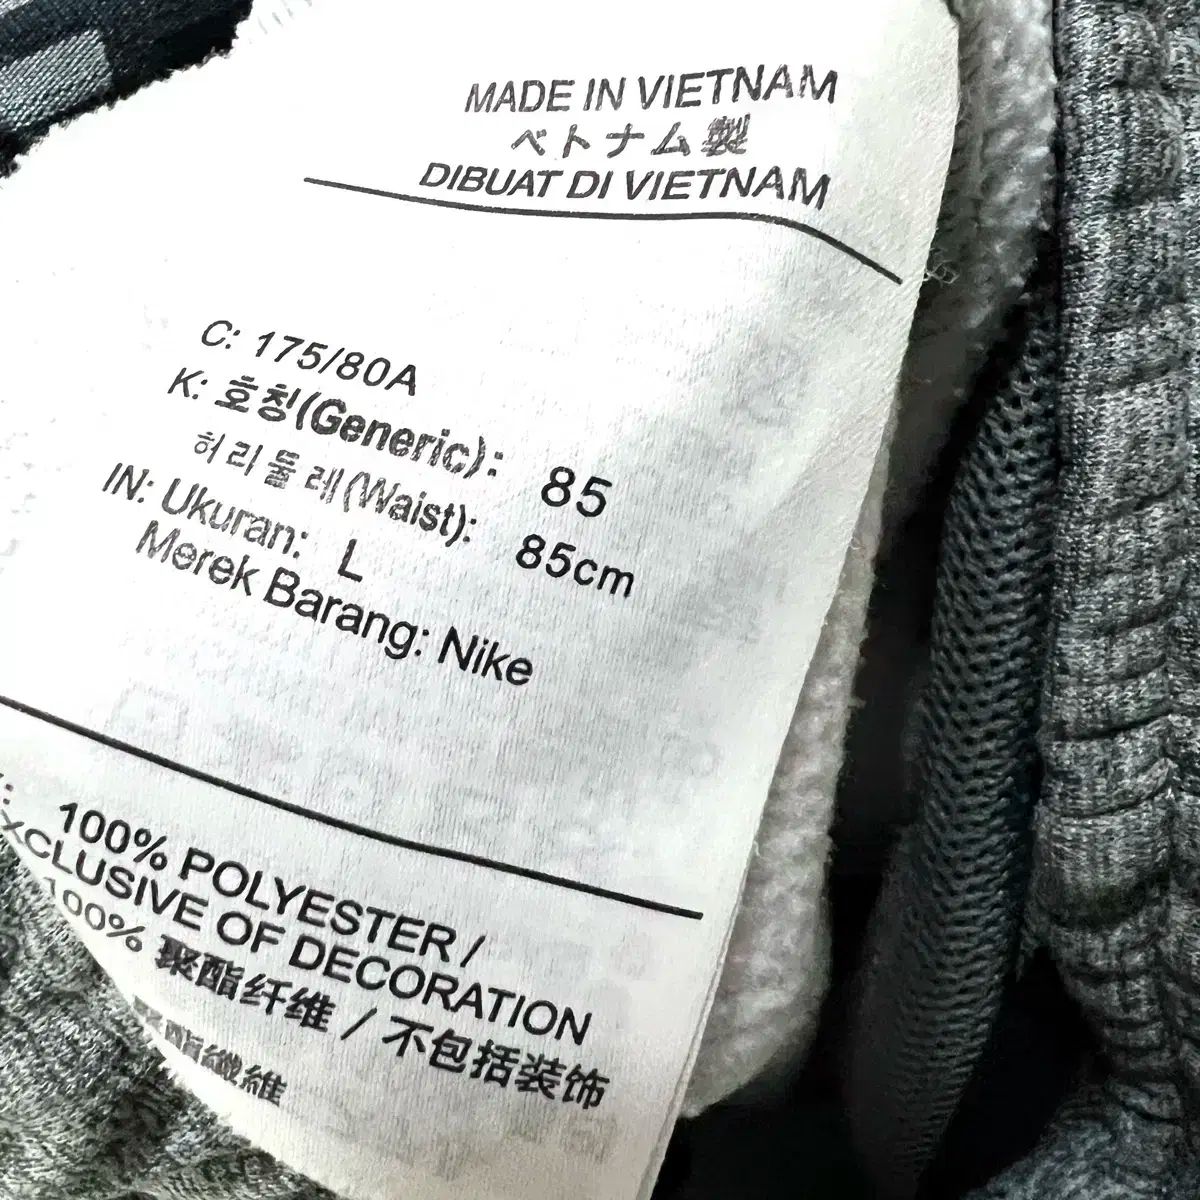 MADE IN VIETNAM
ベトナム製
DIBUAT DI VIETNAM
C: 175/80A
K: 호칭(Generic): 85
허리둘레(Waist): 85cm
IN: Ukuran: L
Merek Barang: Nike
100% POLYESTER /
EXCLUSIVE OF DECORATION
100% 聚酯纤维 / 不包括装饰
聚酯纖維